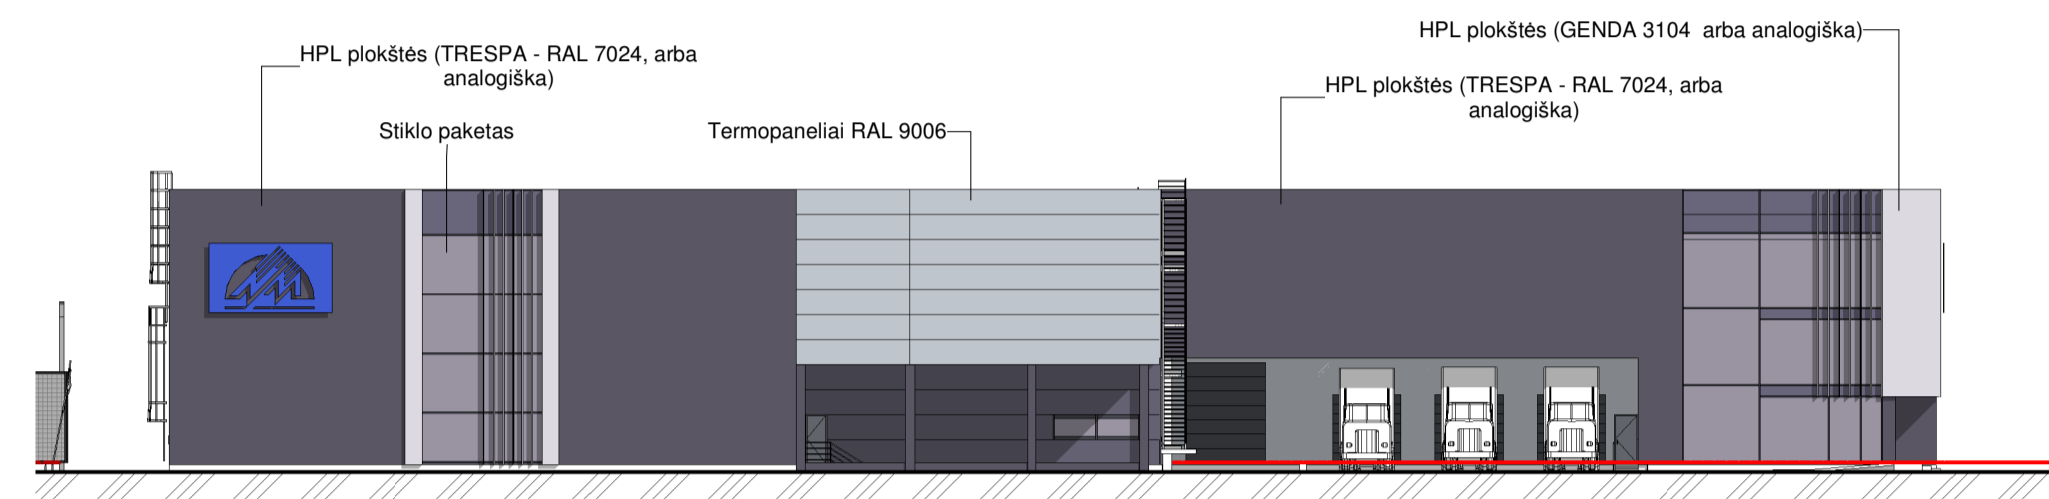 HPL plokštės (GENDA 3104 arba analogiška)
HPL plokštės (TRESPA - RAL 7024, arba
analogiška)
HPL plokštės (TRESPA - RAL 7024, arba
analogiška)
Stiklo paketas
Termopaneliai RAL 9006